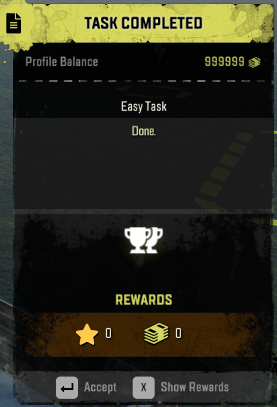 TASK COMPLETED
Profile Balance 999999
Easy Task
Done.
REWARDS
0 0
Accept X Show Rewards